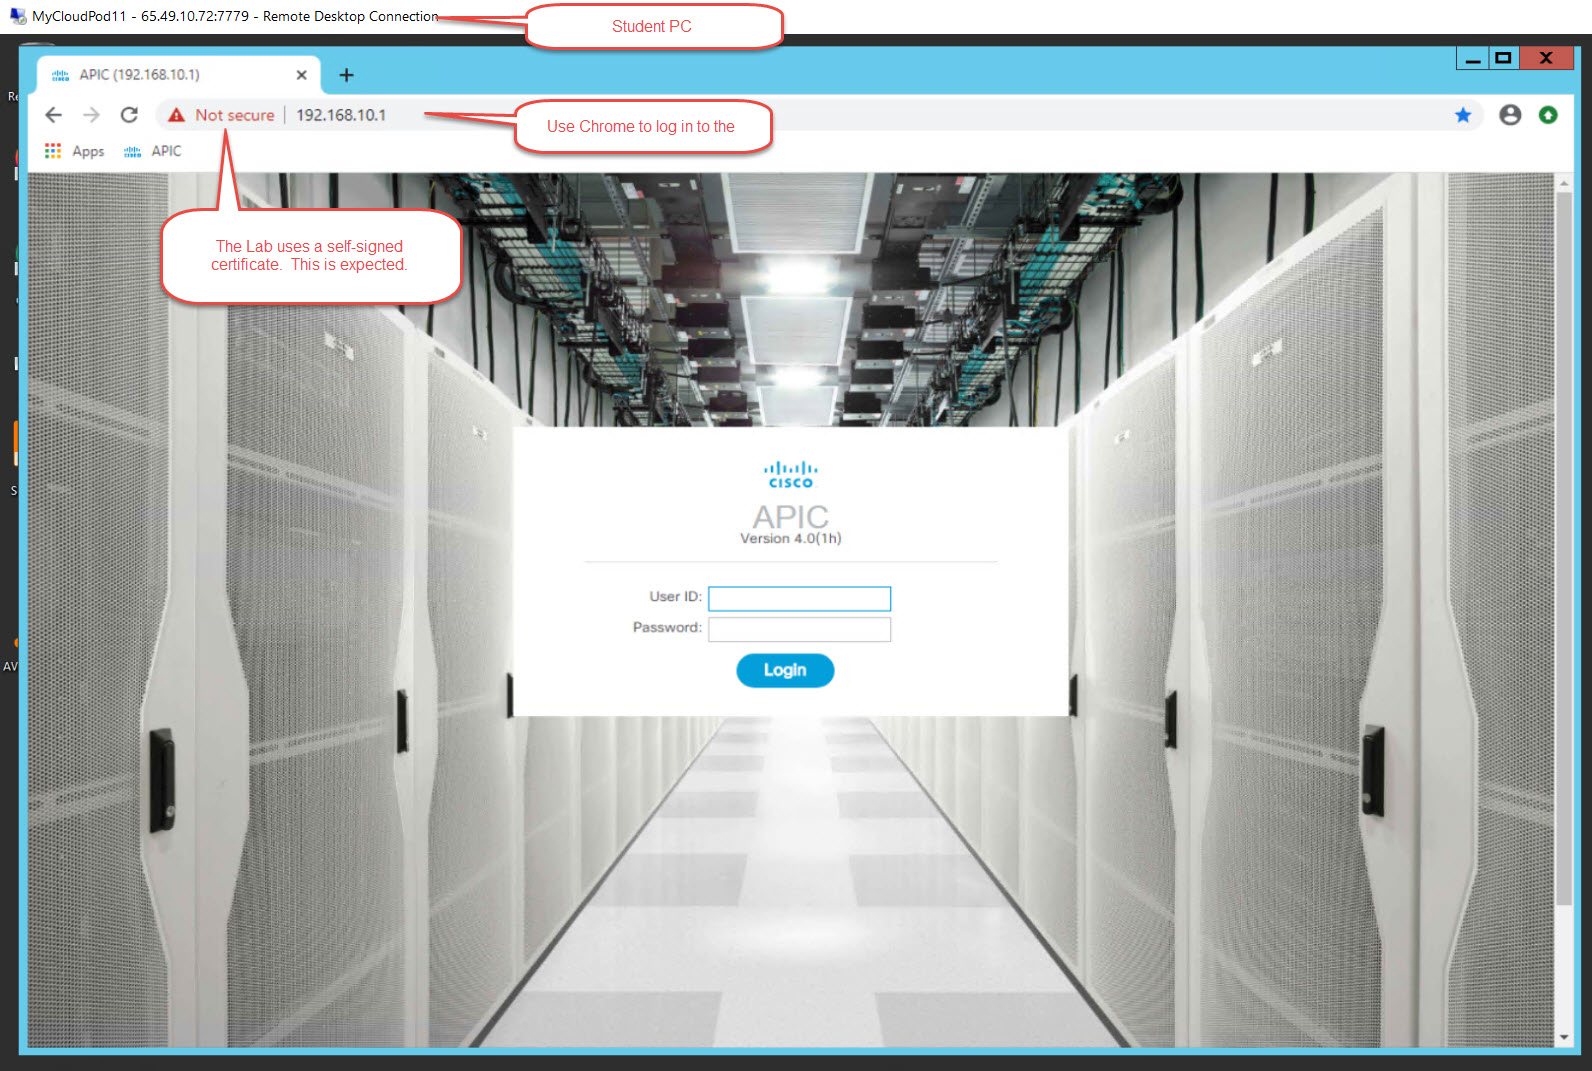 MyCloudPod11 - 65.49.10.72:7779 - Remote Desktop Connection
Student PC
APIC (192.168.10.1)
Not secure
192.168.10.1
Use Chrome to log in to the
Apps
APIC
The Lab uses a self-signed
certificate.  This is expected.
CISCO
APIC
Version 4.0(1h)
User ID:
Password:
Login
AV